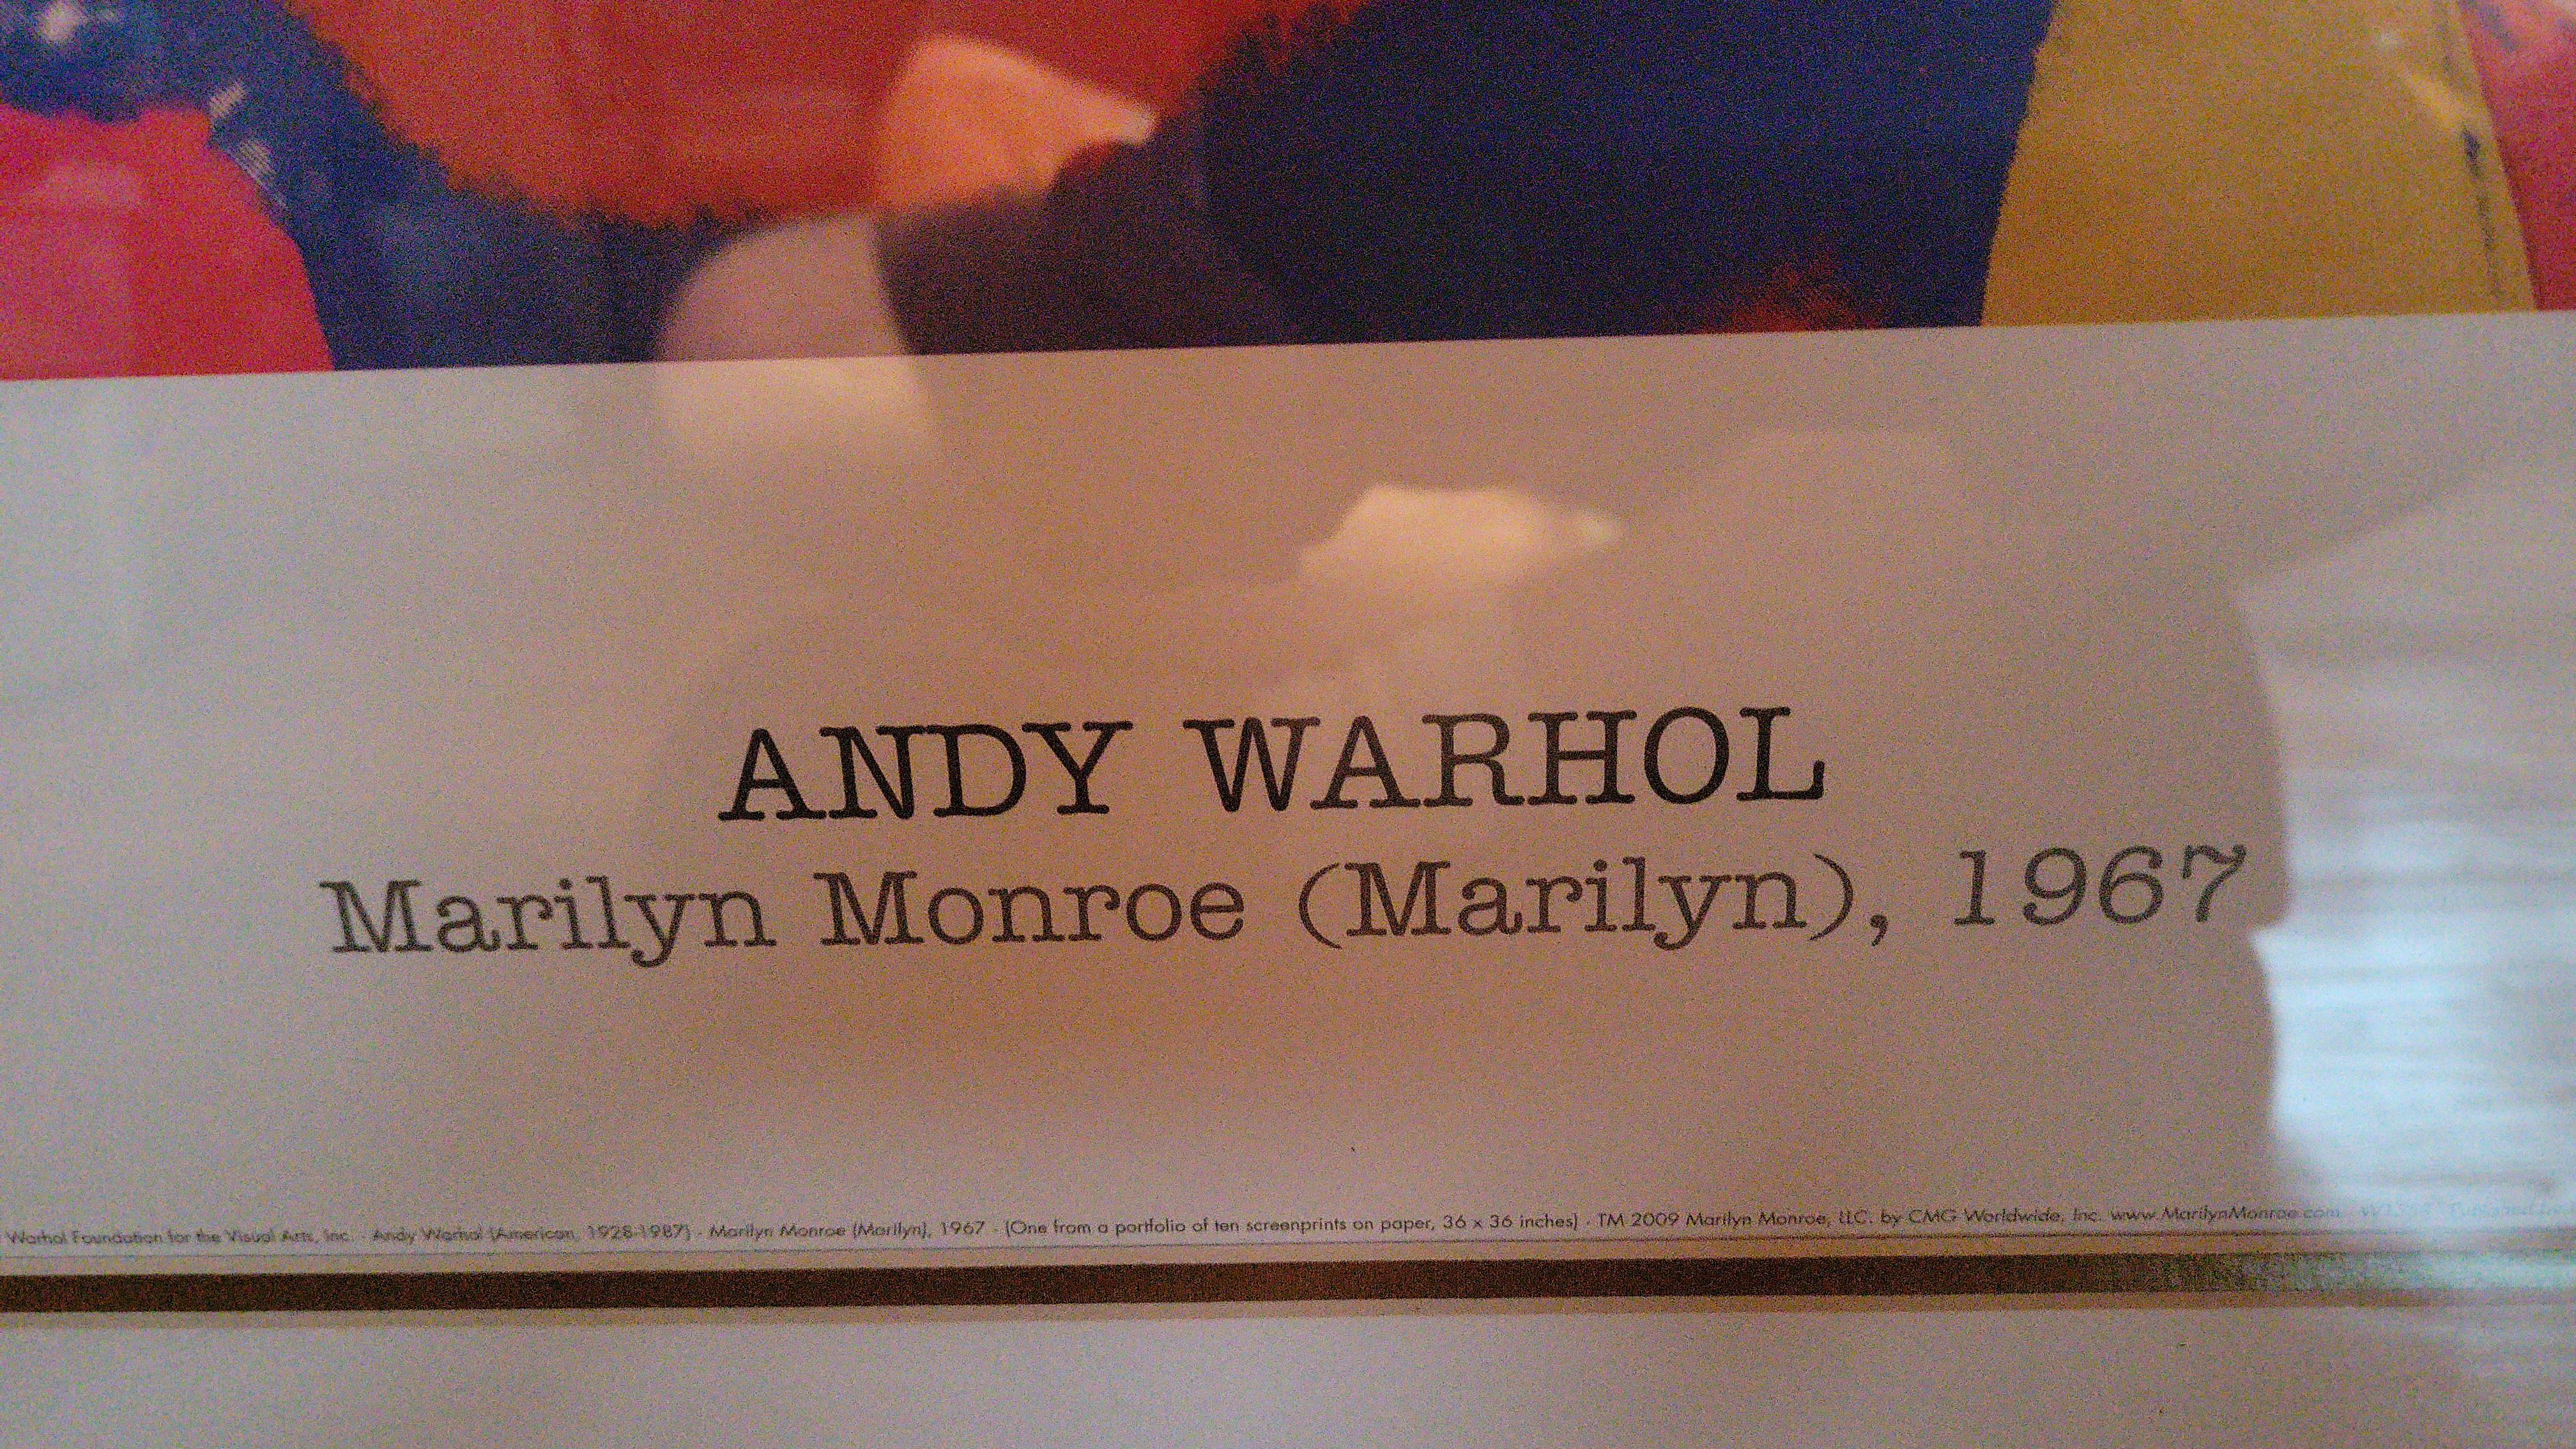 ANDY WARHOL
Marilyn Monroe (Marilyn), 1967
Warhol Foundation for the Visual Arts, Inc. · Andy Warhol (American, 1928-1987) · Marilyn Monroe (Marilyn), 1967 · (One from a portfolio of ten screenprints on paper, 36 x 36 inches) · TM 2009 Marilyn Monroe, LLC. by CMG Worldwide, Inc. www.MarilynMonroe.com